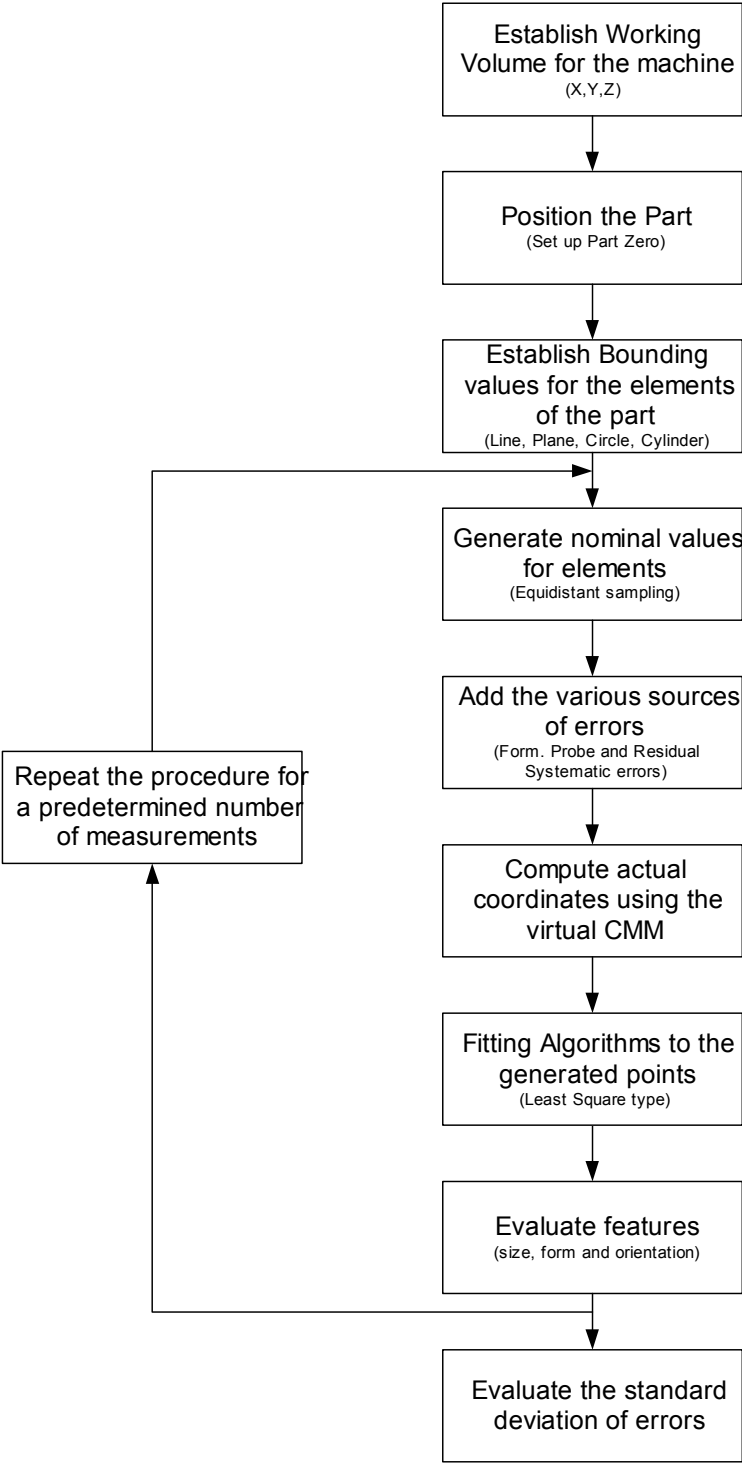 Establish Working
Volume for the machine
(X,Y,Z)
Position the Part
(Set up Part Zero)
Establish Bounding
values for the elements
of the part
(Line, Plane, Circle, Cylinder)
Generate nominal values
for elements
(Equidistant sampling)
Add the various sources
of errors
(Form. Probe and Residual
Systematic errors)
Repeat the procedure for
a predetermined number
of measurements
Compute actual
coordinates using the
virtual CMM
Fitting Algorithms to the
generated points
(Least Square type)
Evaluate features
(size, form and orientation)
Evaluate the standard
deviation of errors